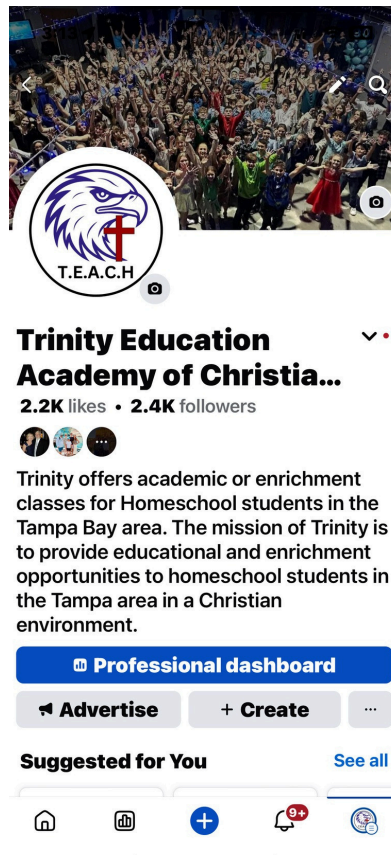 T.E.A.C.H
Trinity Education
Academy of Christia...
2.2K likes • 2.4K followers
Trinity offers academic or enrichment
classes for Homeschool students in the
Tampa Bay area. The mission of Trinity is
to provide educational and enrichment
opportunities to homeschool students in
the Tampa area in a Christian
environment.
Professional dashboard
Advertise
+ Create
...
Suggested for You
See all
9+